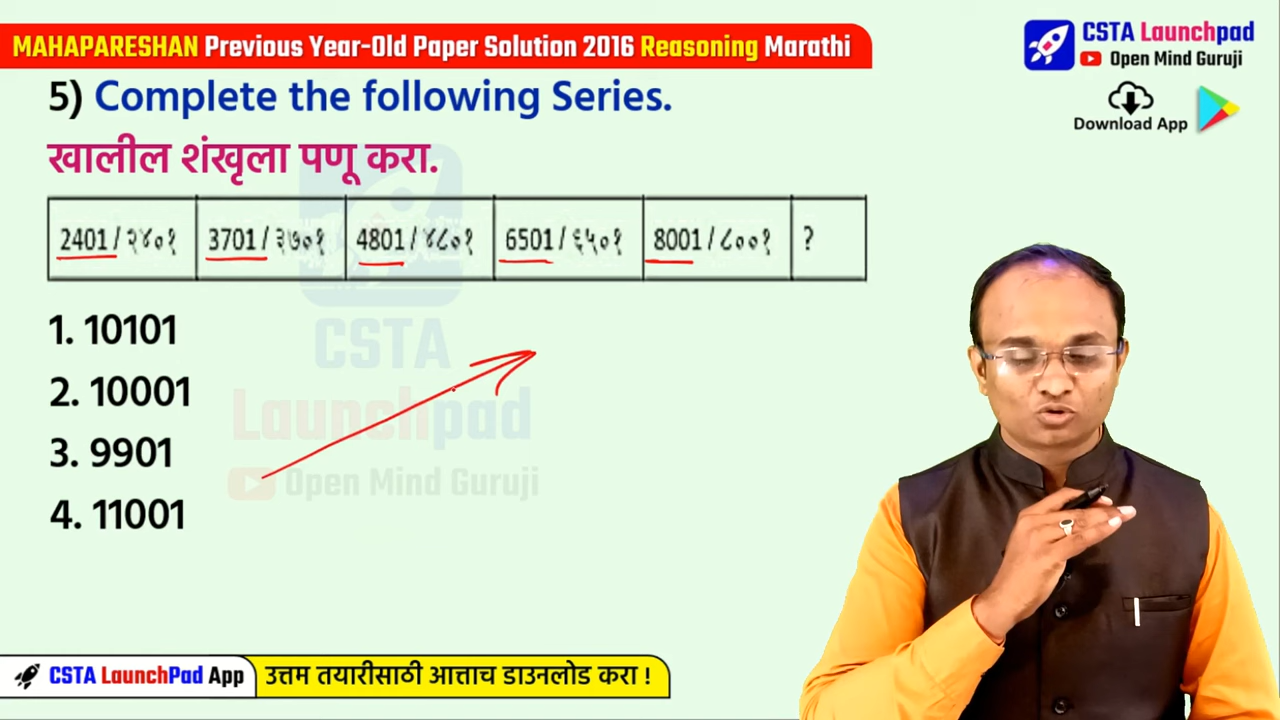 MAHAPARESHAN Previous Year-Old Paper Solution 2016 Reasoning Marathi
CSTA Launchpad
Open Mind Guruji
Download App
5) Complete the following Series.
खालील शंखृला पणू करा.
2401 / २४०१ 3701 / ३७०१ 4801 / ४८०१ 6501 / ६५०१ 8001 / ८००१ ?
1. 10101
2. 10001
3. 9901
4. 11001
CSTA
Launchpad
Open Mind Guruji
CSTA LaunchPad App उत्तम तयारीसाठी आत्ताच डाउनलोड करा !